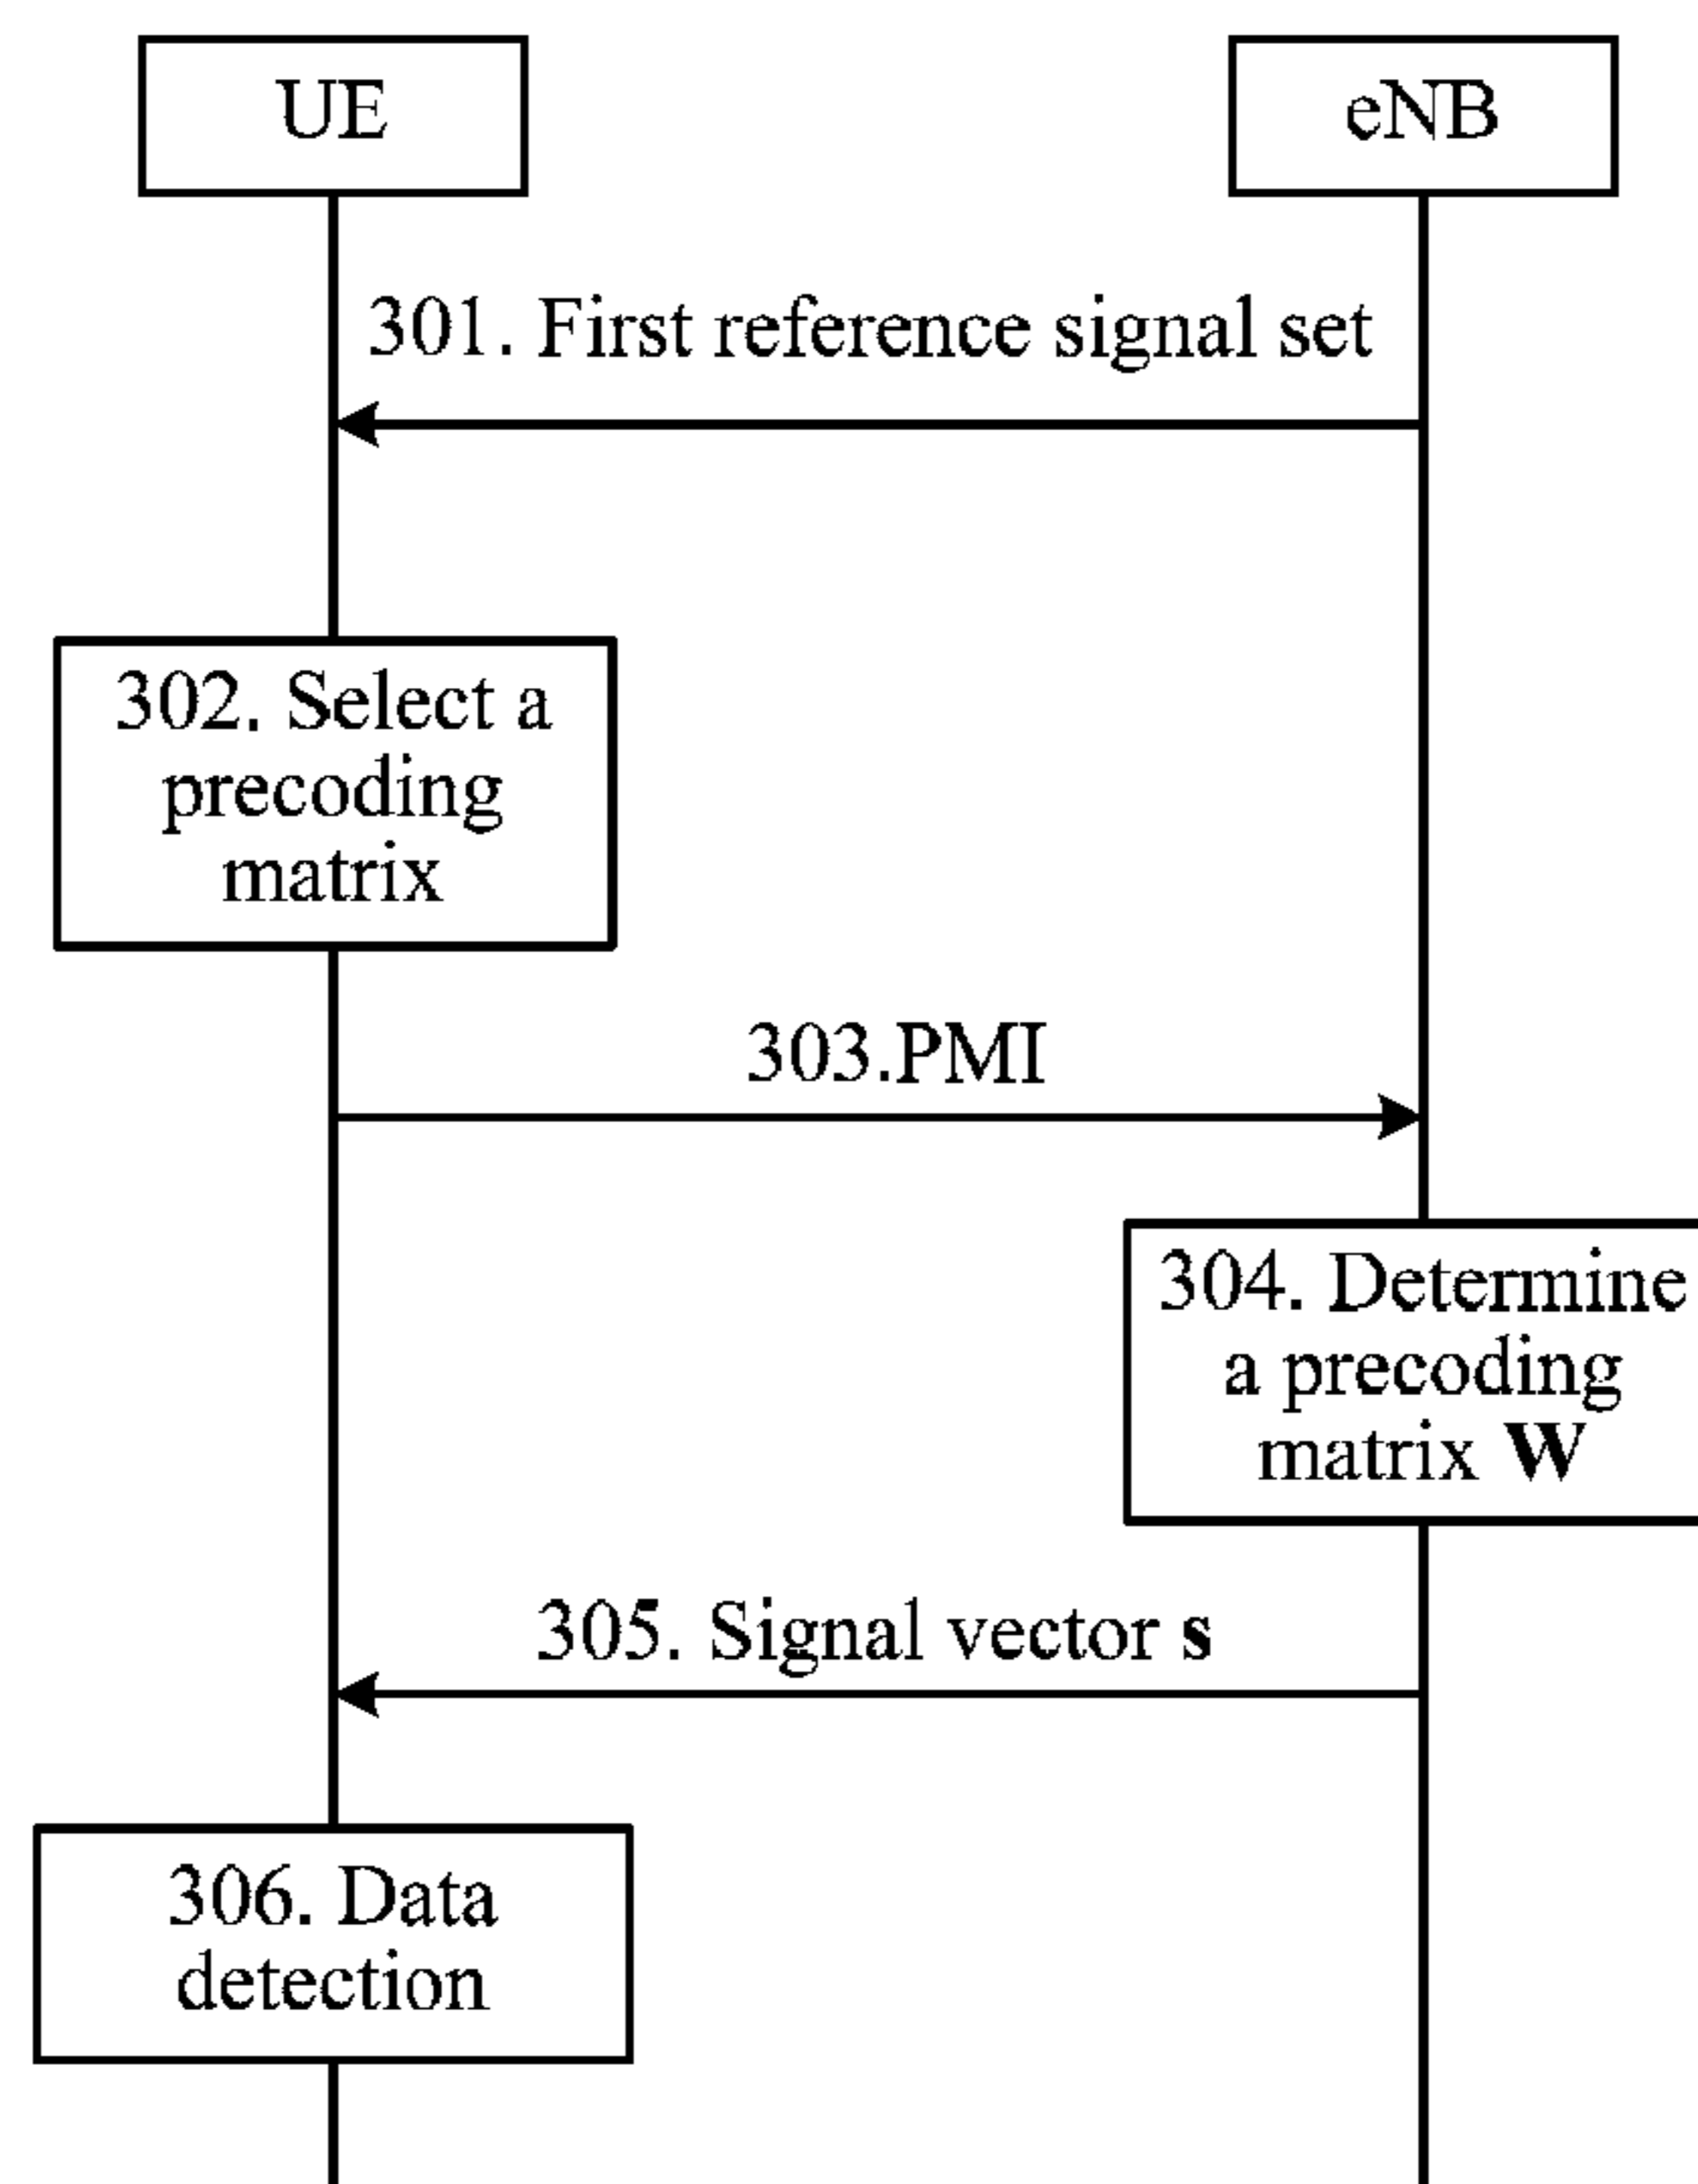 UE
eNB
301. First reference signal set
302. Select a
precoding
matrix
303.PMI
304. Determine
a precoding
matrix W
305. Signal vector s
306. Data
detection